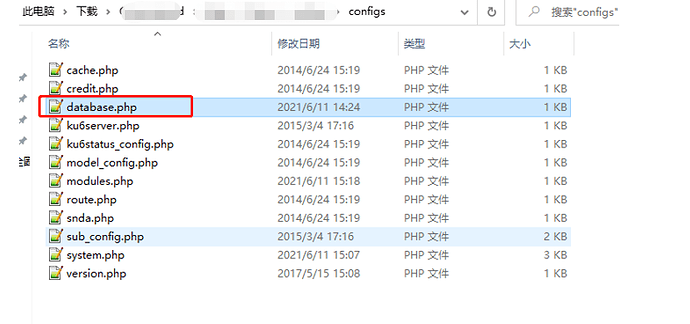 此电脑 > 下载 > configs
搜索"configs"
名称 修改日期 类型 大小
cache.php 2014/6/24 15:19 PHP 文件 1 KB
credit.php 2014/6/24 15:19 PHP 文件 1 KB
database.php 2021/6/11 14:24 PHP 文件 1 KB
ku6server.php 2015/3/4 17:16 PHP 文件 1 KB
ku6status_config.php 2014/6/24 15:19 PHP 文件 1 KB
model_config.php 2014/6/24 15:19 PHP 文件 1 KB
modules.php 2021/6/11 15:18 PHP 文件 1 KB
route.php 2014/6/24 15:19 PHP 文件 1 KB
snda.php 2014/6/24 15:19 PHP 文件 1 KB
sub_config.php 2015/3/4 17:16 PHP 文件 2 KB
system.php 2021/6/11 15:07 PHP 文件 3 KB
version.php 2017/5/15 15:08 PHP 文件 1 KB